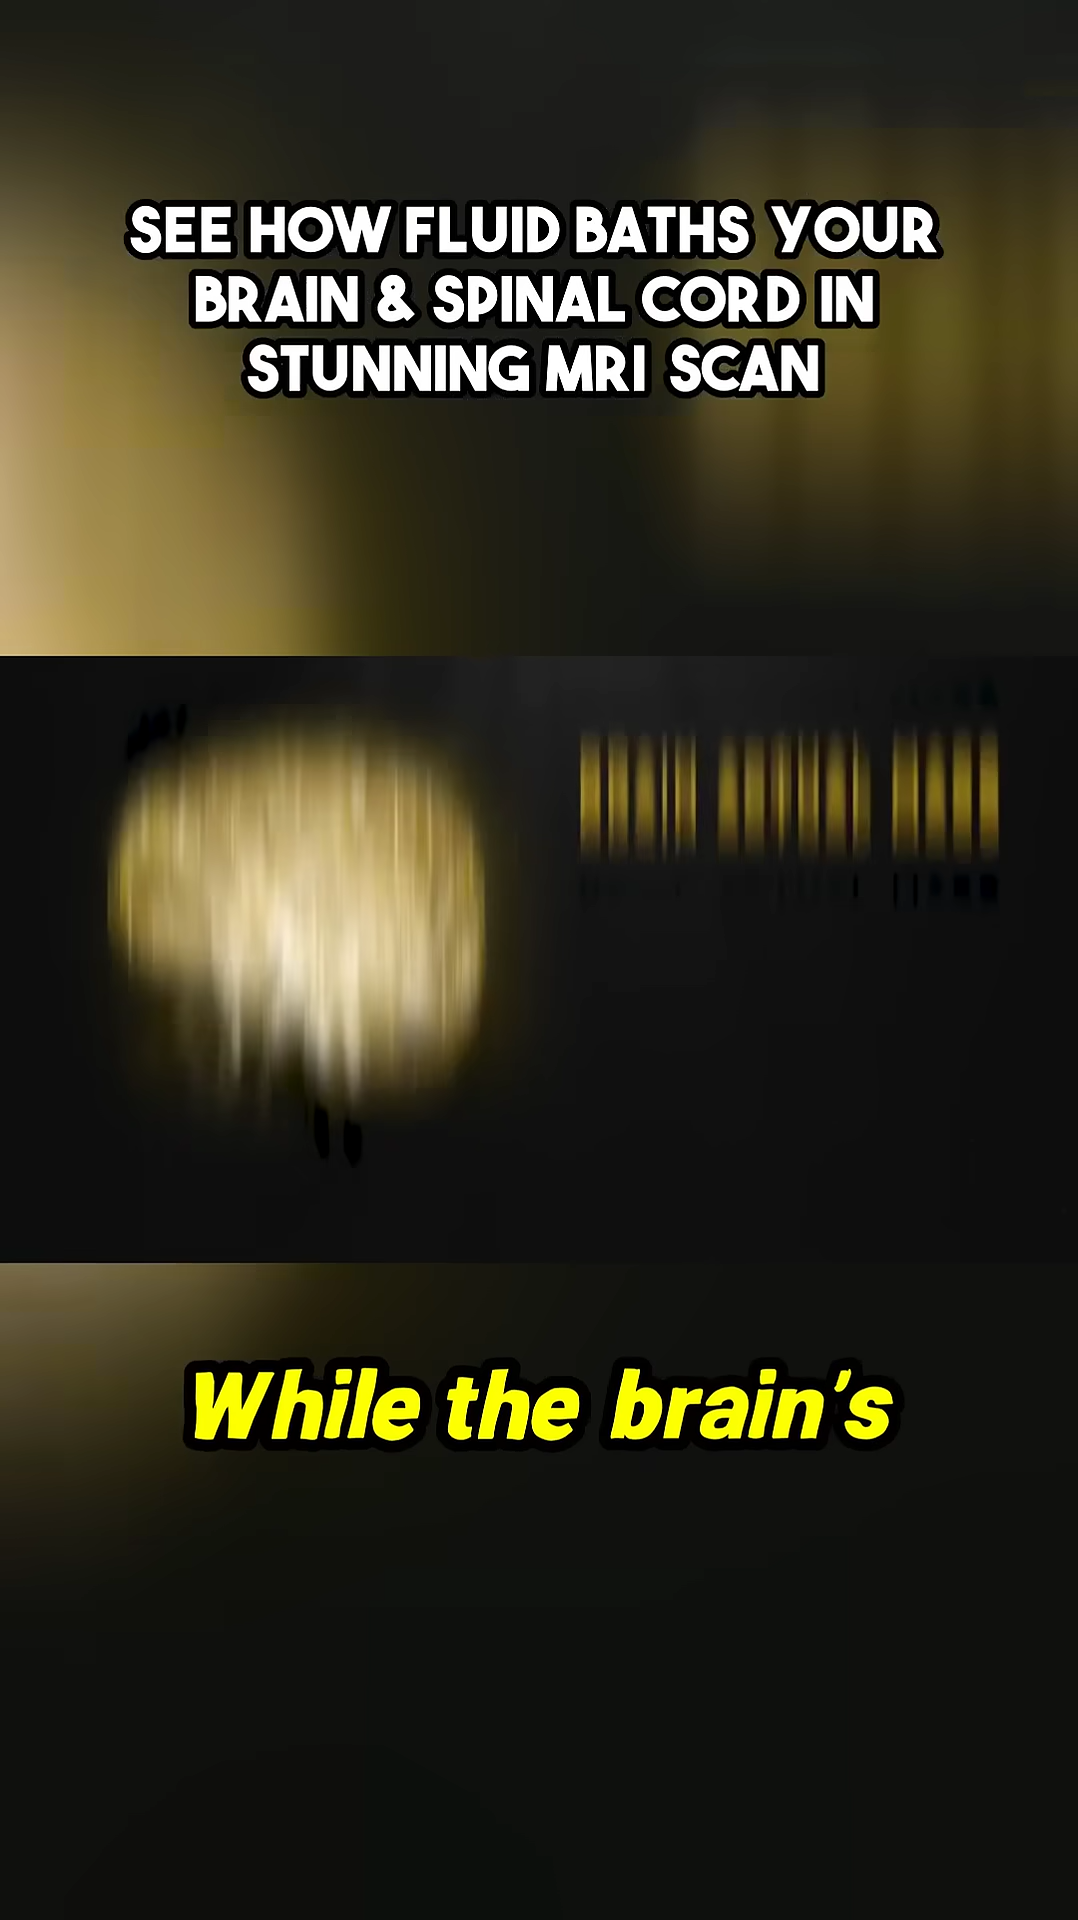 SEE HOW FLUID BATHS YOUR
BRAIN & SPINAL CORD IN
STUNNING MRI SCAN
While the brain's